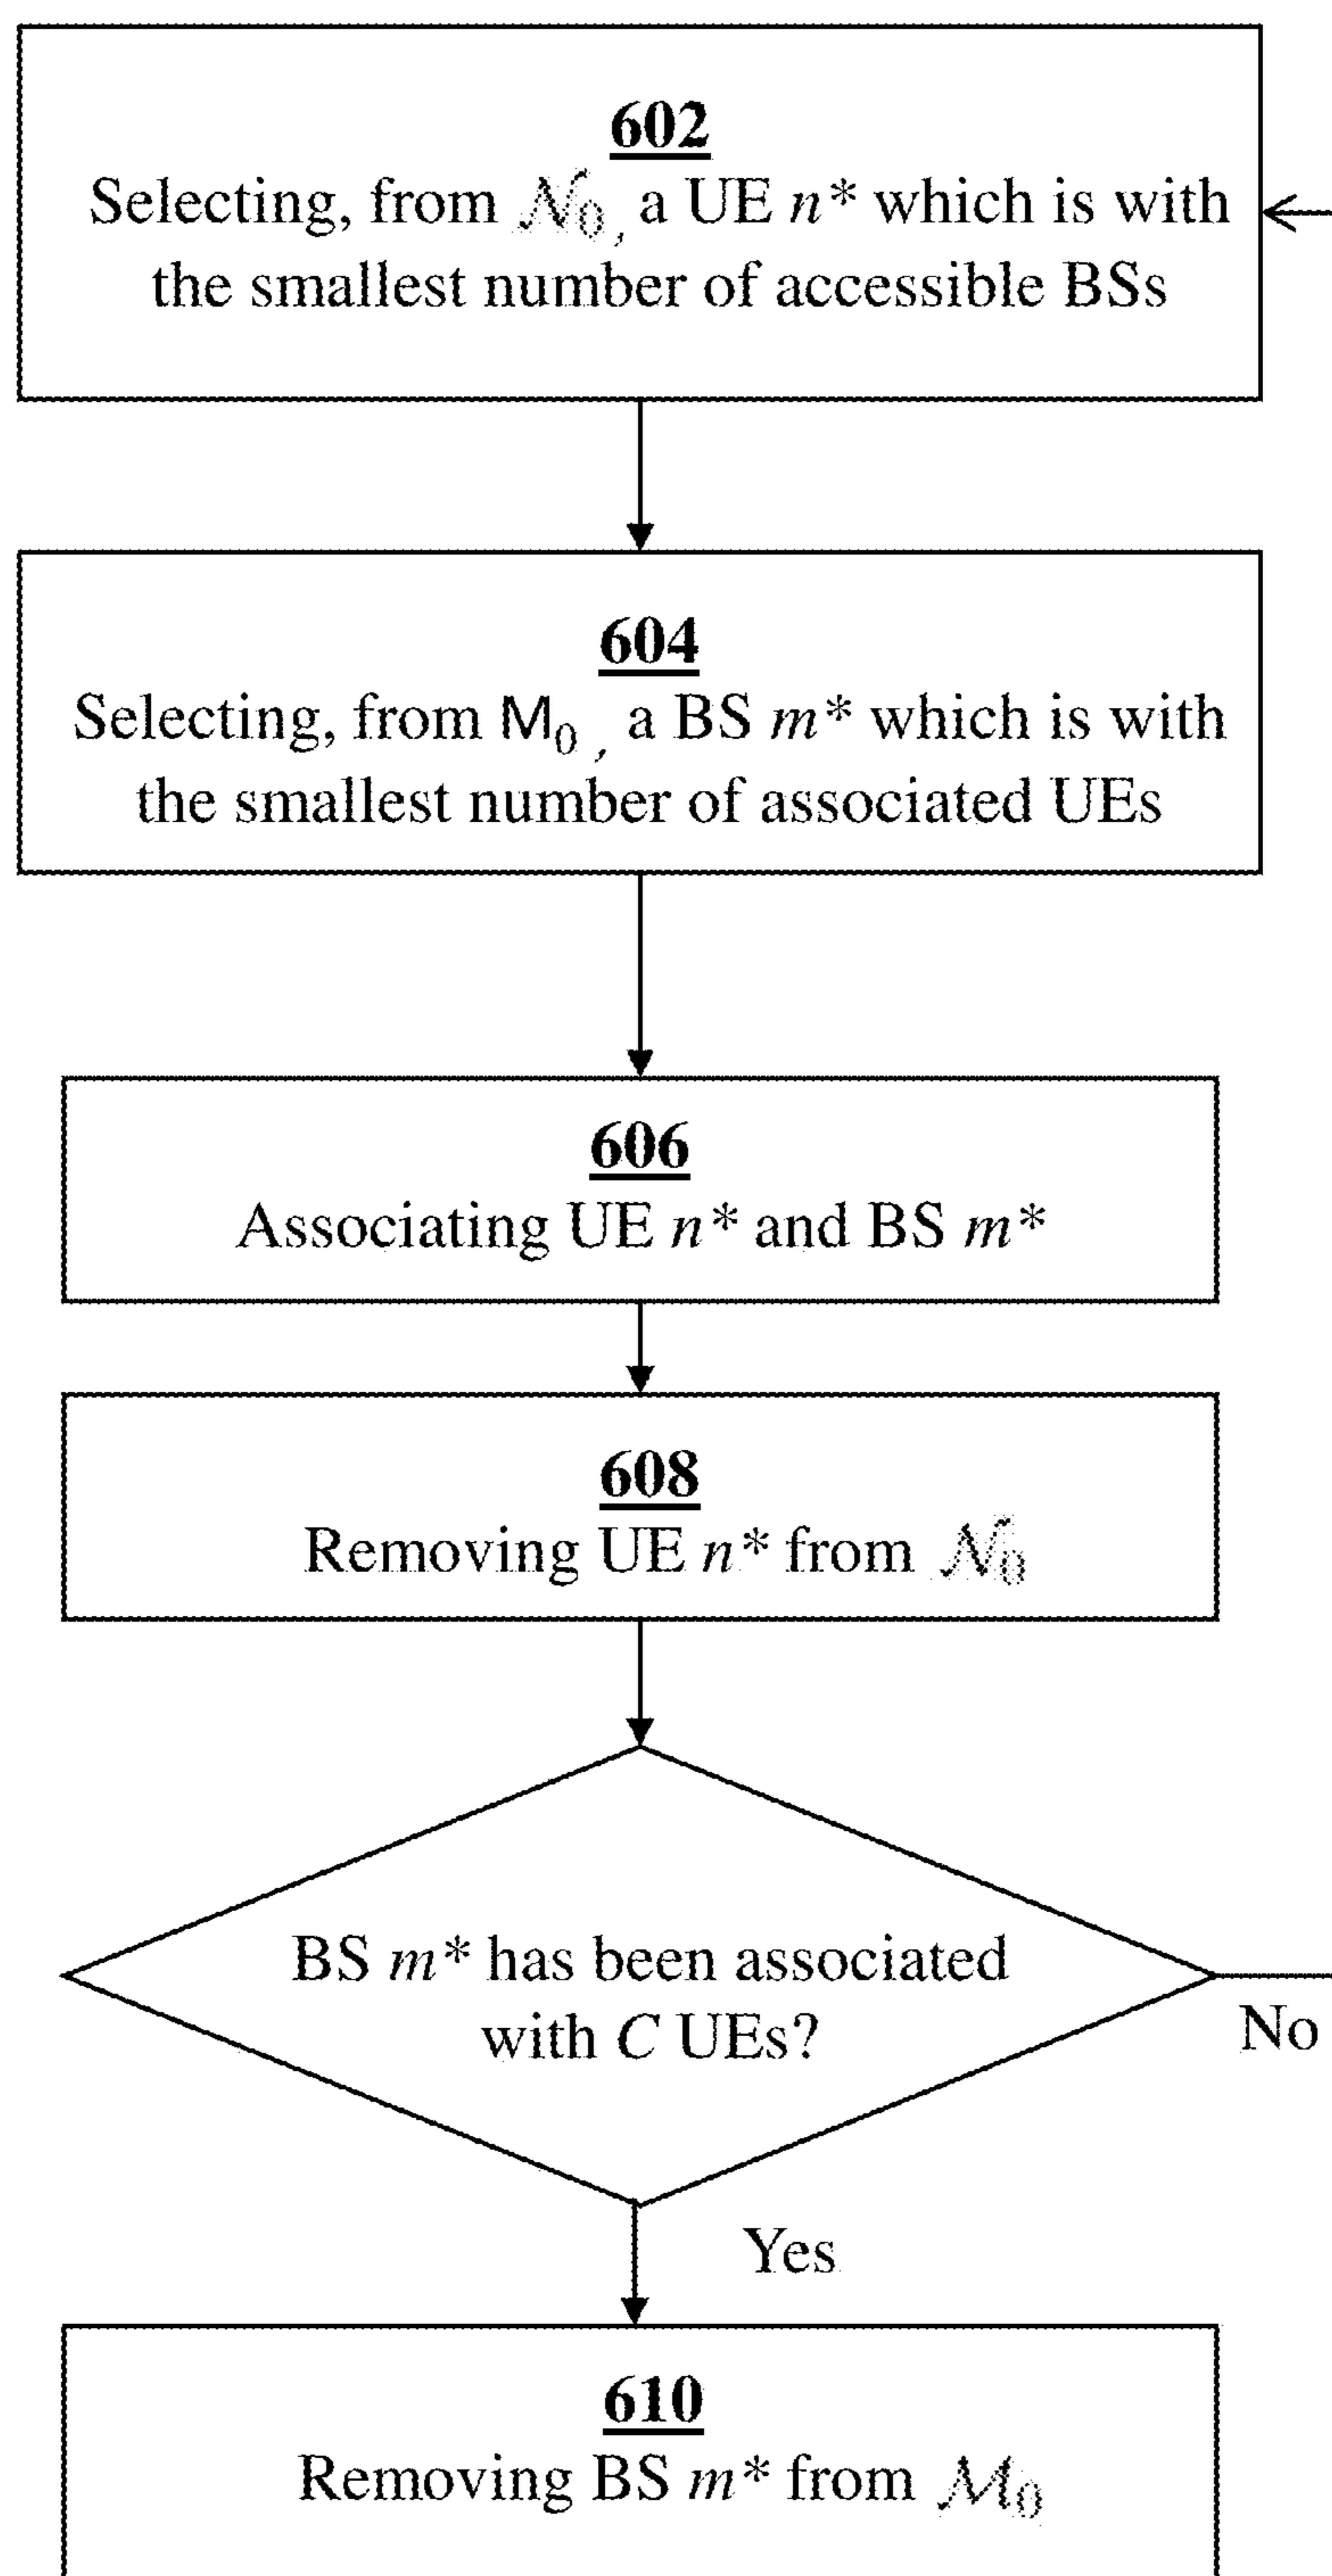 602
Selecting, from 𝒩₀, a UE n* which is with
the smallest number of accessible BSs
604
Selecting, from M₀, a BS m* which is with
the smallest number of associated UEs
606
Associating UE n* and BS m*
608
Removing UE n* from 𝒩₀
BS m* has been associated
with C UEs?
No
Yes
610
Removing BS m* from ℳ₀